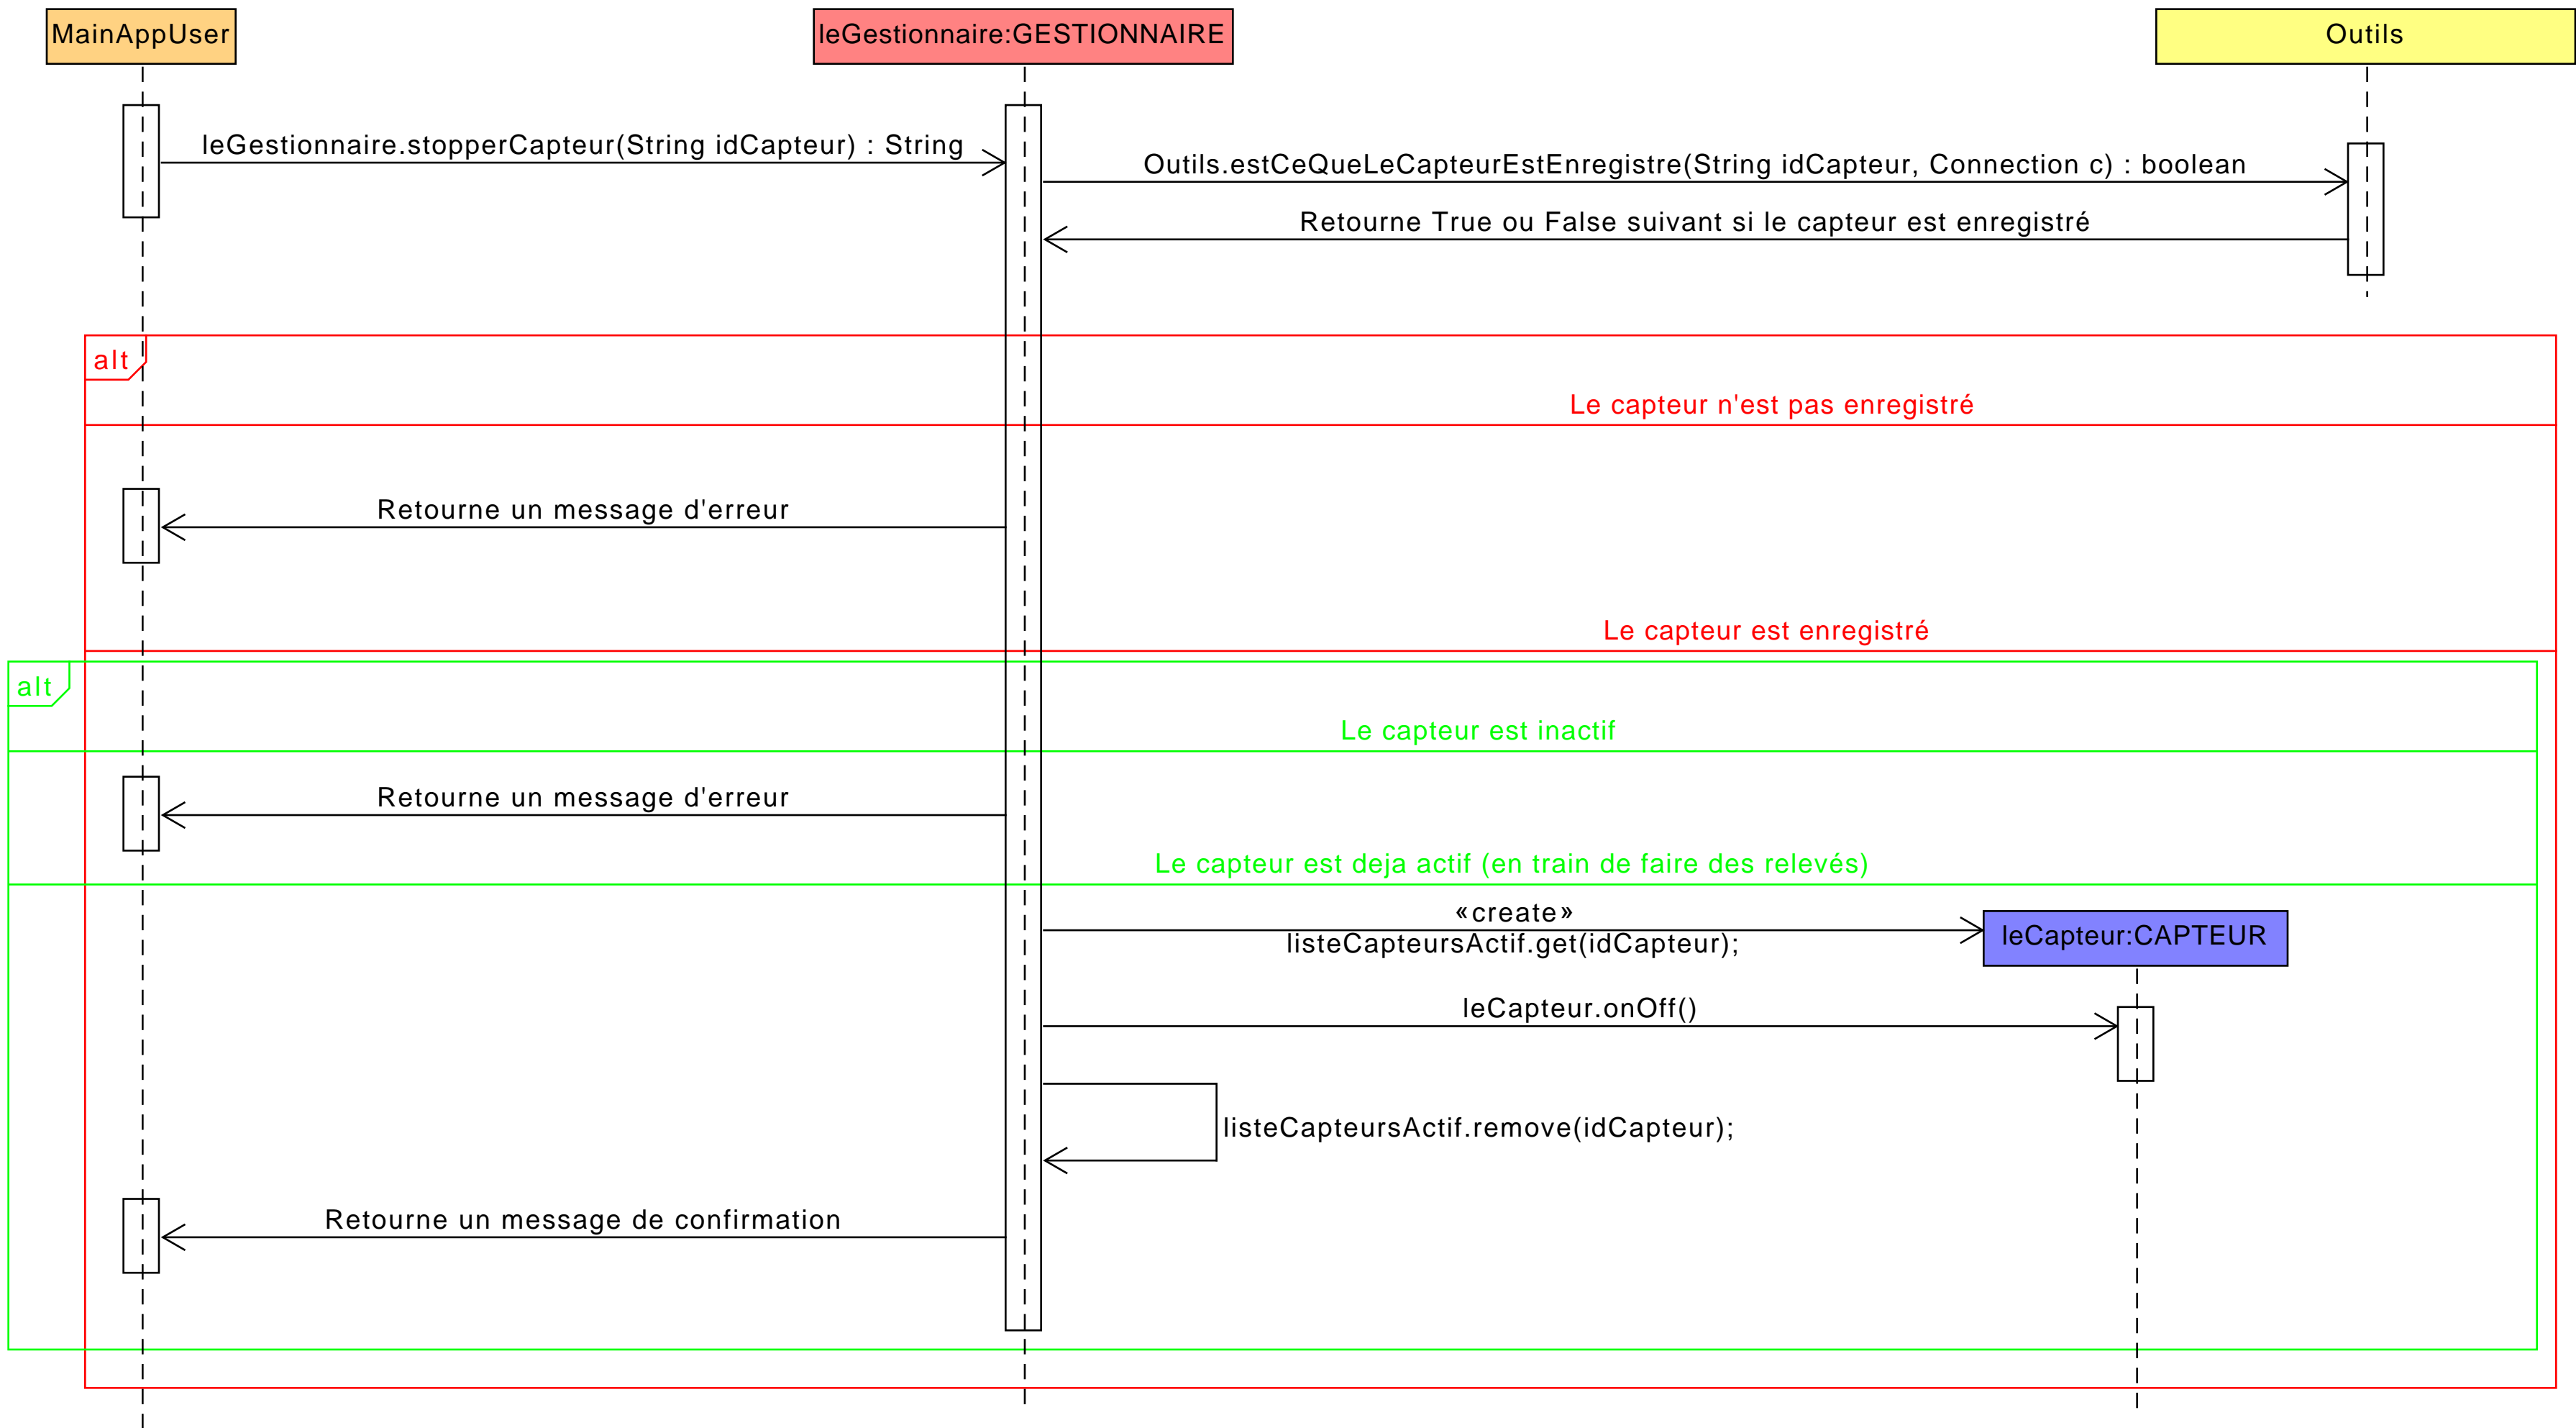 MainAppUser
leGestionnaire:GESTIONNAIRE
Outils
leGestionnaire.stopperCapteur(String idCapteur) : String
Outils.estCeQueLeCapteurEstEnregistre(String idCapteur, Connection c) : boolean
Retourne True ou False suivant si le capteur est enregistré
alt
Le capteur n'est pas enregistré
Retourne un message d'erreur
Le capteur est enregistré
alt
Le capteur est inactif
Retourne un message d'erreur
Le capteur est deja actif (en train de faire des relevés)
«create»
listeCapteursActif.get(idCapteur);
leCapteur:CAPTEUR
leCapteur.onOff()
listeCapteursActif.remove(idCapteur);
Retourne un message de confirmation